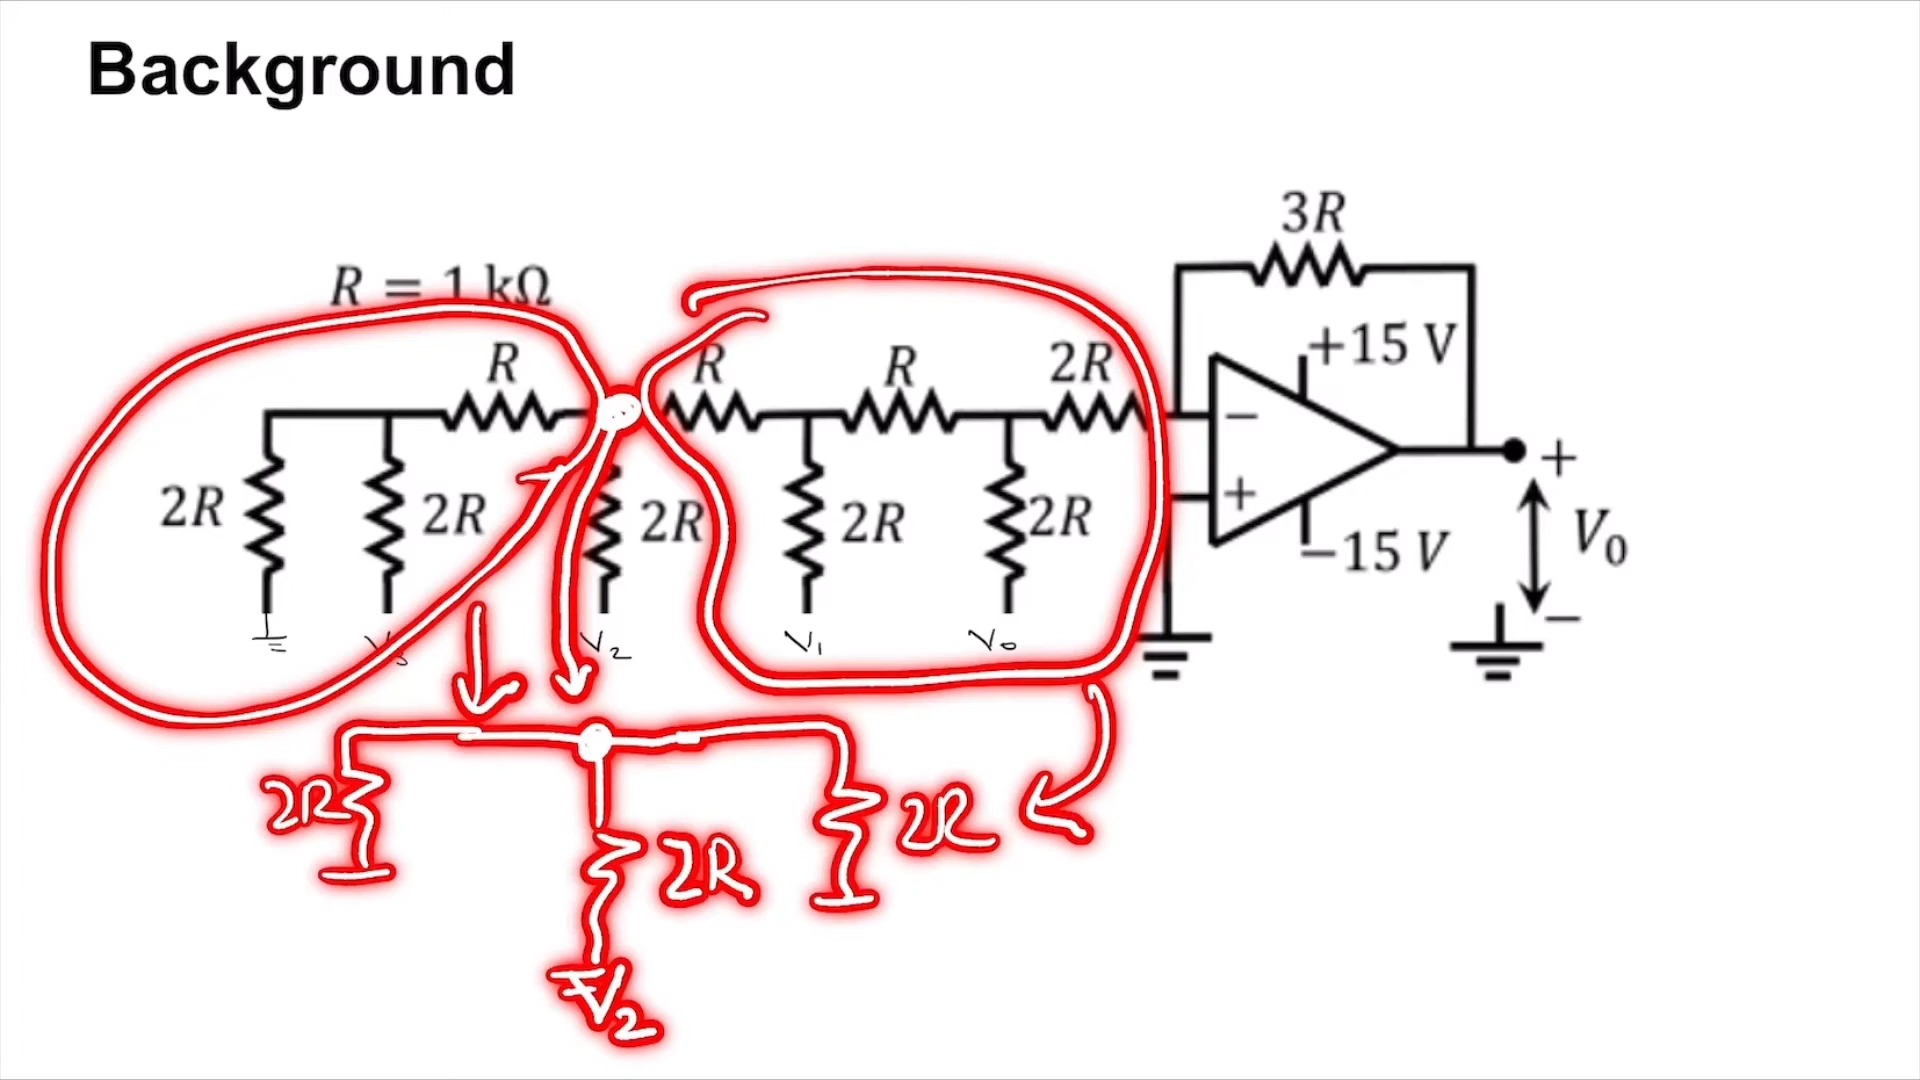 Background
3R
R = 1 kΩ
+15 V
R R R 2R
−
+
2R 2R 2R 2R 2R
+
V₀
−
−15 V
V₃ V₂ V₁ V₀
2R 2R 2R
V₂